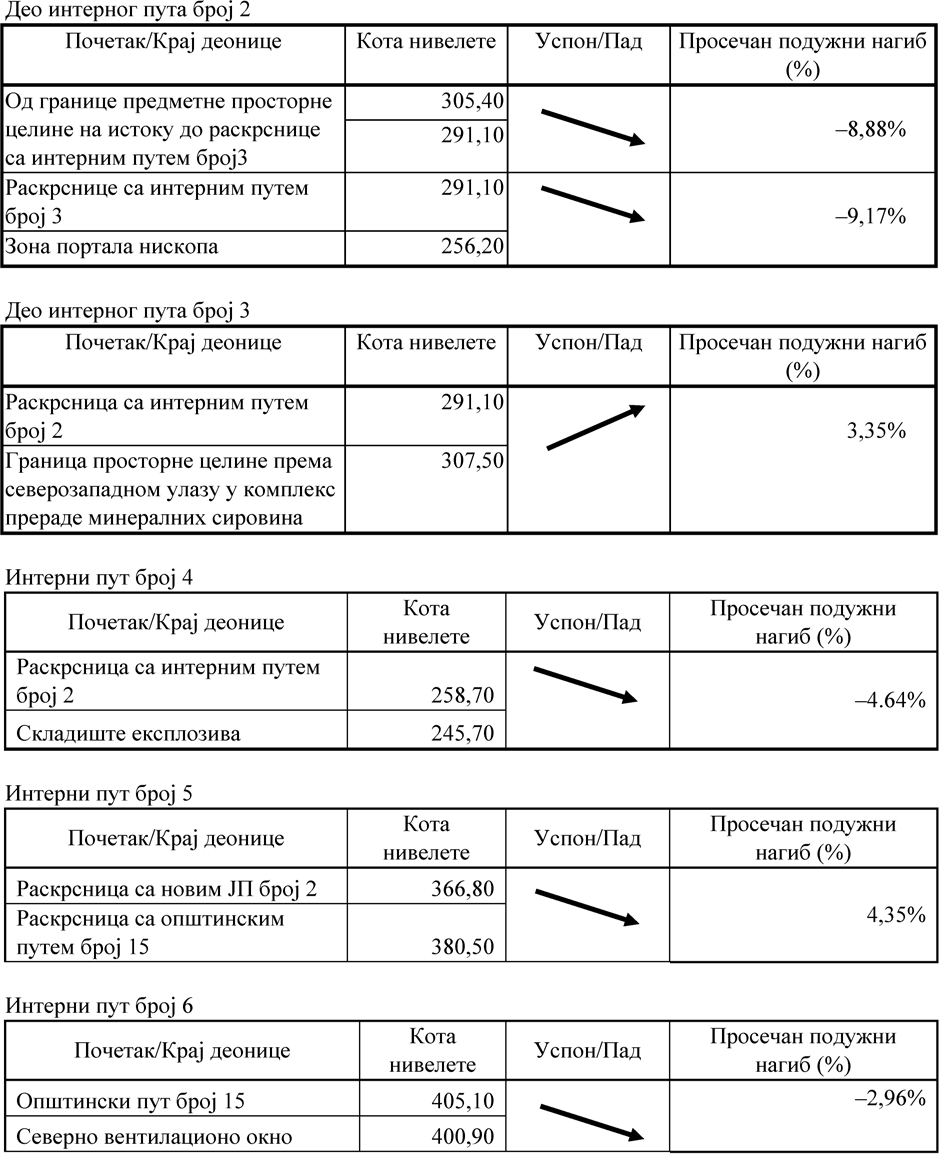 Део интерног пута број 2
Почетак/Крај деонице Кота нивелете Успон/Пад Просечан подужни нагиб
(%)
Од границе предметне просторне 305,40
целине на истоку до раскрснице 291,10 –8,88%
са интерним путем број3
Раскрснице са интерним путем 291,10
број 3 –9,17%
Зона портала нископа 256,20
Део интерног пута број 3
Почетак/Крај деонице Кота нивелете Успон/Пад Просечан подужни нагиб
(%)
Раскрсница са интерним путем 291,10
број 2 3,35%
Граница просторне целине према 307,50
северозападном улазу у комплекс
прераде минералних сировина
Интерни пут број 4
Почетак/Крај деонице Кота
нивелете Успон/Пад Просечан подужни
нагиб (%)
Раскрсница са интерним путем
број 2 258,70 –4.64%
Складиште експлозива 245,70
Интерни пут број 5
Почетак/Крај деонице Кота
нивелете Успон/Пад Просечан подужни
нагиб (%)
Раскрсница са новим ЈП број 2 366,80
Раскрсница са општинским 4,35%
путем број 15 380,50
Интерни пут број 6
Почетак/Крај деонице Кота
нивелете Успон/Пад Просечан подужни
нагиб (%)
Општински пут број 15 405,10 –2,96%
Северно вентилационо окно 400,90